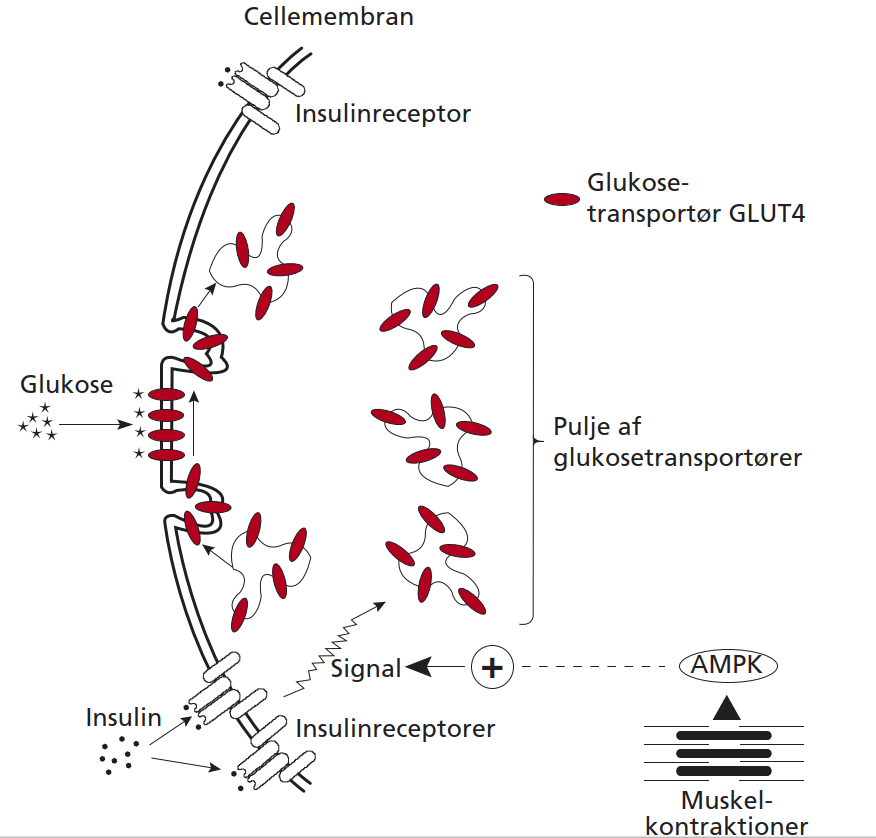 Cellemembran
Insulinreceptor
Glukose-
transportør GLUT4
Glukose
Pulje af
glukosetransportører
Signal
+
AMPK
Insulin
Insulinreceptorer
Muskel-
kontraktioner